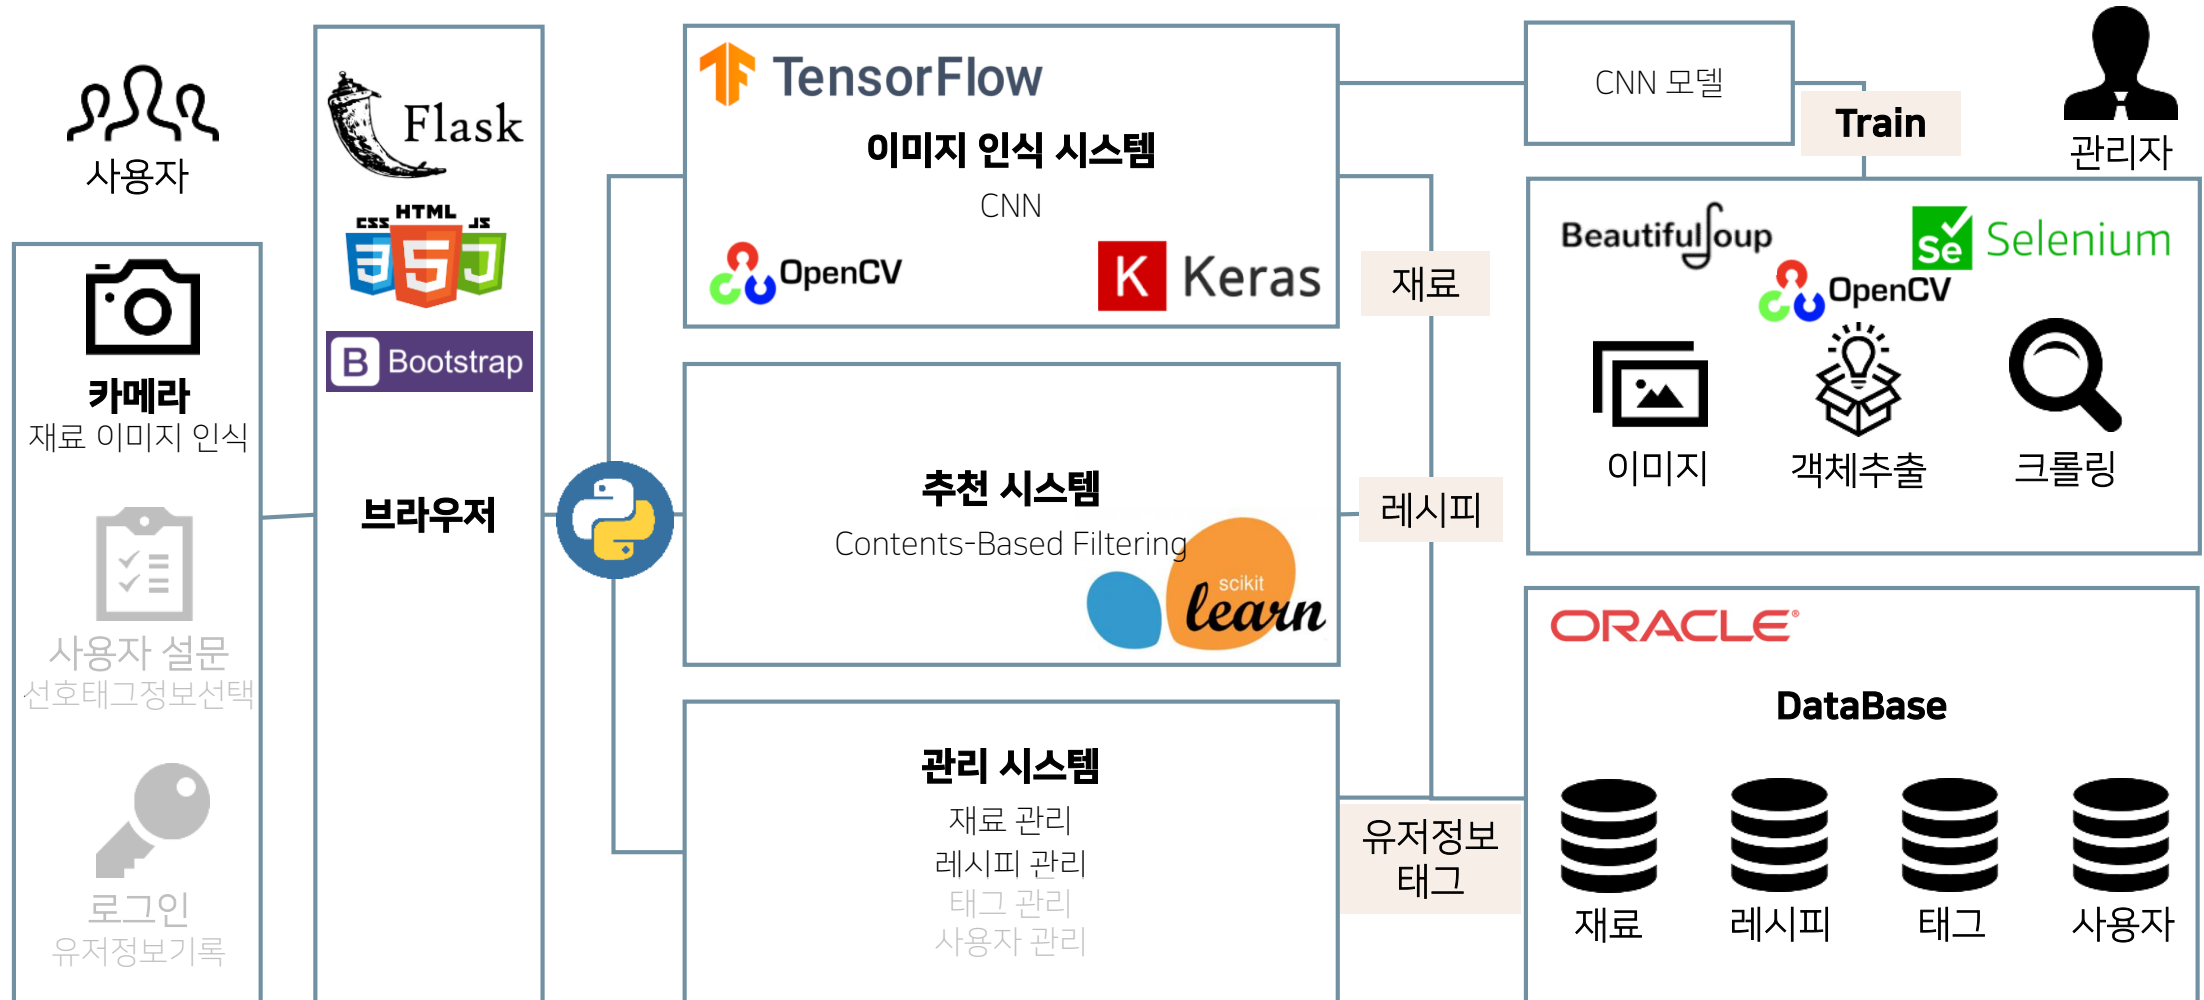 사용자
카메라
재료 이미지 인식
사용자 설문
선호태그정보선택
로그인
유저정보기록
Flask
CSS HTML JS
3 5 J
B Bootstrap
브라우저
TensorFlow
이미지 인식 시스템
CNN
OpenCV
K Keras
추천 시스템
Contents-Based Filtering
scikit
learn
관리 시스템
재료 관리
레시피 관리
태그 관리
사용자 관리
재료
레시피
유저정보
태그
CNN 모델
Train
관리자
BeautifulSoup
Se Selenium
OpenCV
이미지 객체추출 크롤링
ORACLE®
DataBase
재료 레시피 태그 사용자